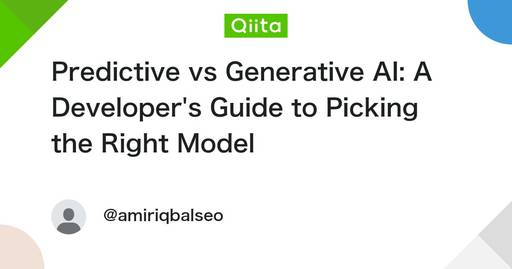 Qiita
Predictive vs Generative AI: A
Developer's Guide to Picking
the Right Model
@amiriqbalseo